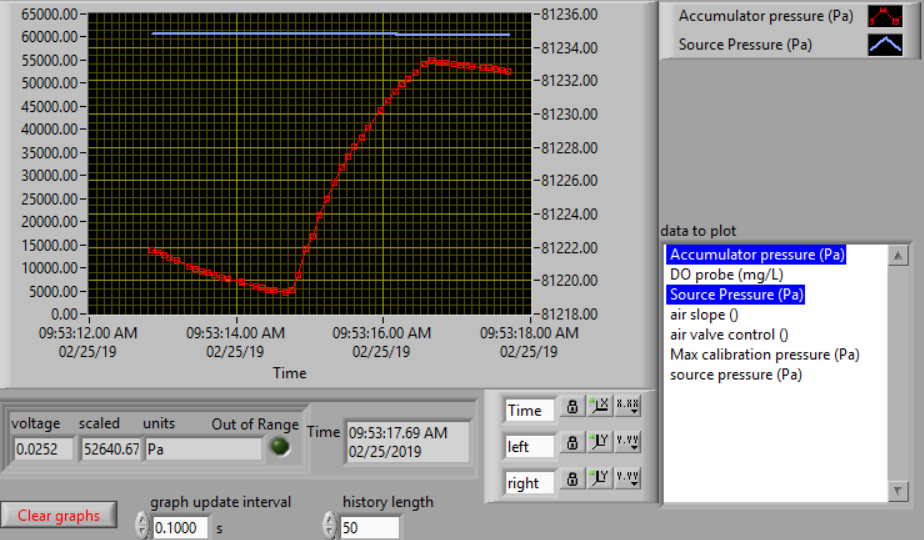 65000.00
60000.00
55000.00
50000.00
45000.00
40000.00
35000.00
30000.00
25000.00
20000.00
15000.00
10000.00
5000.00
0.00
81236.00
81234.00
81232.00
81230.00
81228.00
81226.00
81224.00
81222.00
81220.00
81218.00
09:53:12.00 AM 09:53:14.00 AM 09:53:16.00 AM 09:53:18.00 AM
02/25/19 02/25/19 02/25/19 02/25/19
Time
Accumulator pressure (Pa)
Source Pressure (Pa)
data to plot
Accumulator pressure (Pa)
DO probe (mg/L)
Source Pressure (Pa)
air slope ()
air valve control ()
Max calibration pressure (Pa)
source pressure (Pa)
voltage scaled units Out of Range
0.0252 52640.67 Pa
Time 09:53:17.69 AM
02/25/2019
Time X X.XX
left Y Y.YY
right Y Y.YY
Clear graphs
graph update interval
0.1000 s
history length
50